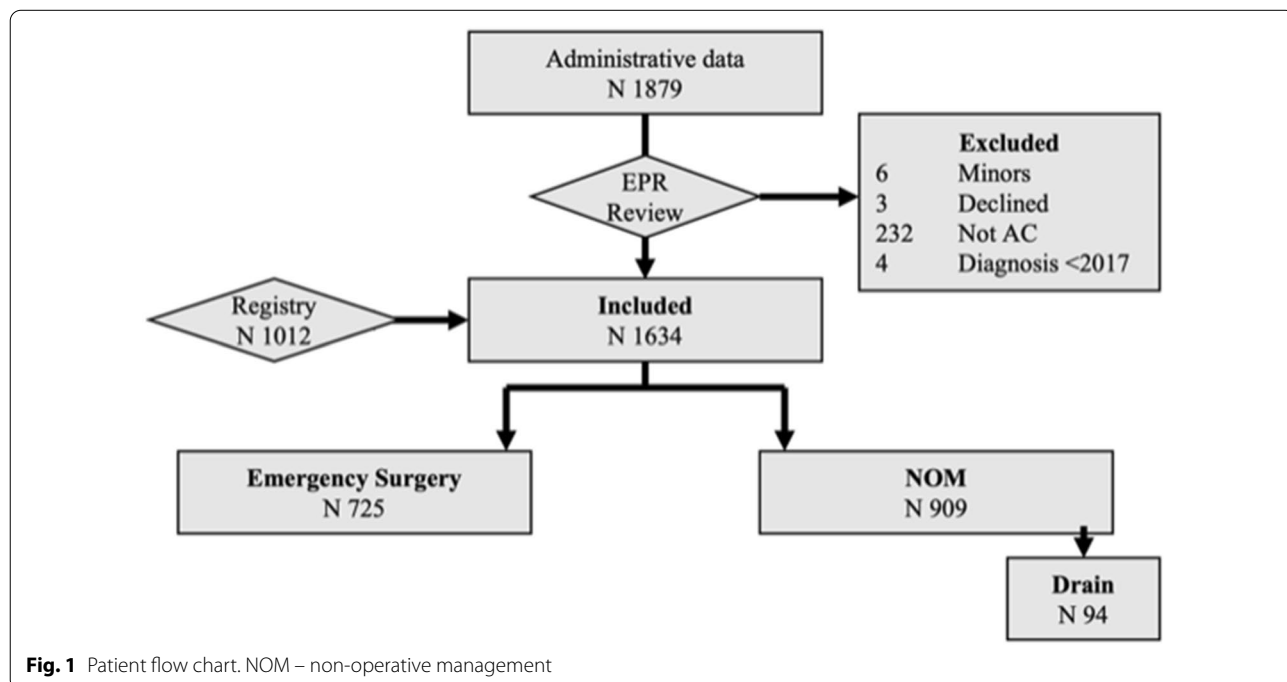 Administrative data
N 1879
EPR
Review
Excluded
6 Minors
3 Declined
232 Not AC
4 Diagnosis <2017
Registry
N 1012
Included
N 1634
Emergency Surgery
N 725
NOM
N 909
Drain
N 94
Fig. 1 Patient flow chart. NOM – non-operative management